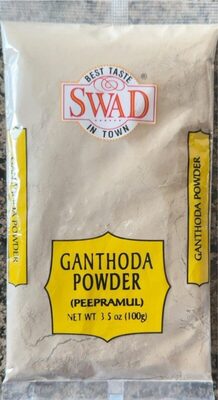 BEST TASTE
SWAD
®
IN TOWN
GANTHODA POWDER
GANTHODA
POWDER
(PEEPRAMUL)
NET WT 3.5 oz (100g)